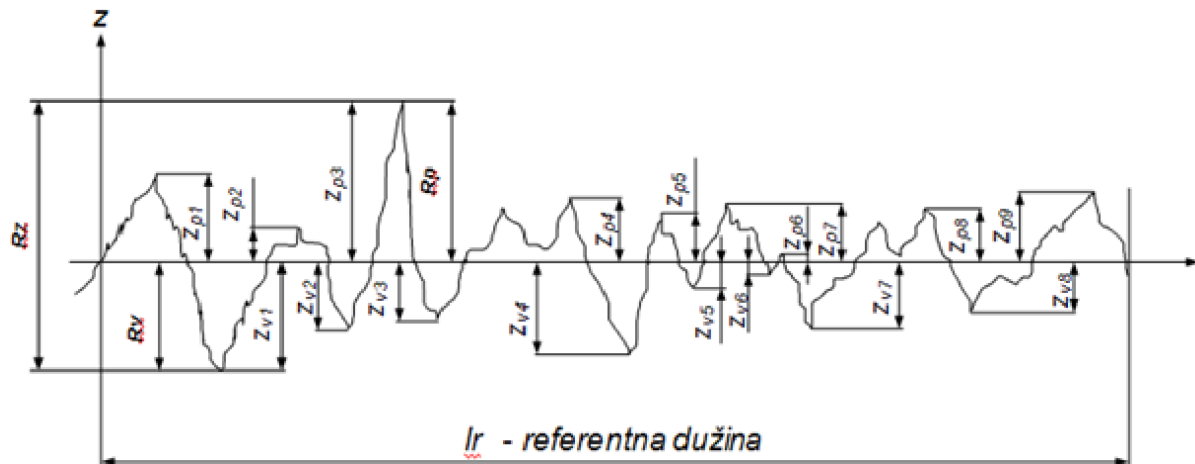 z
Rz
Rv
Zp1
Zv1
Zp2
Zv2
Zp3
Zv3
Rp
Zv4
Zp4
Zp5
Zv5
Zv6
Zp6
Zp7
Zv7
Zp8
Zp9
Zv8
lr - referentna dužina